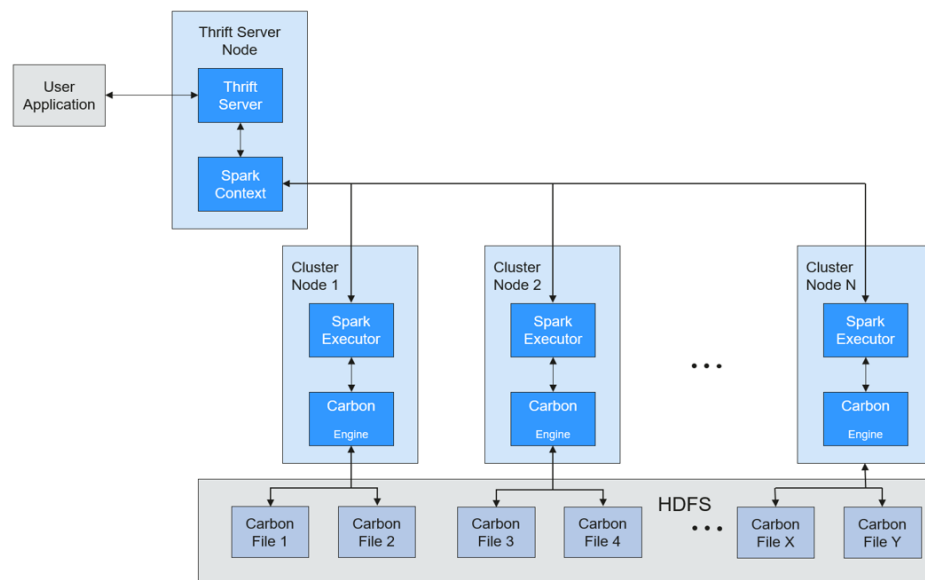 Thrift Server
Node
User
Application
Thrift
Server
Spark
Context
Cluster
Node 1
Spark
Executor
Carbon
Engine
Cluster
Node 2
Spark
Executor
Carbon
Engine
...
Cluster
Node N
Spark
Executor
Carbon
Engine
HDFS
Carbon
File 1
Carbon
File 2
Carbon
File 3
Carbon
File 4
...
Carbon
File X
Carbon
File Y